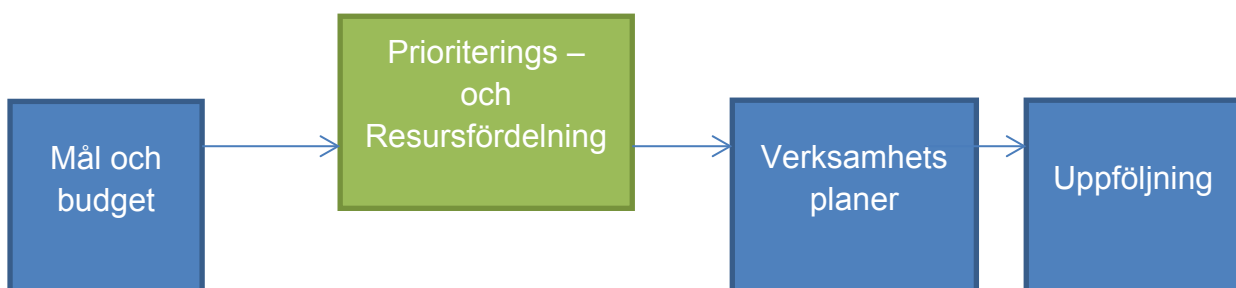 Mål och
budget
Prioriterings –
och
Resursfördelning
Verksamhets
planer
Uppföljning